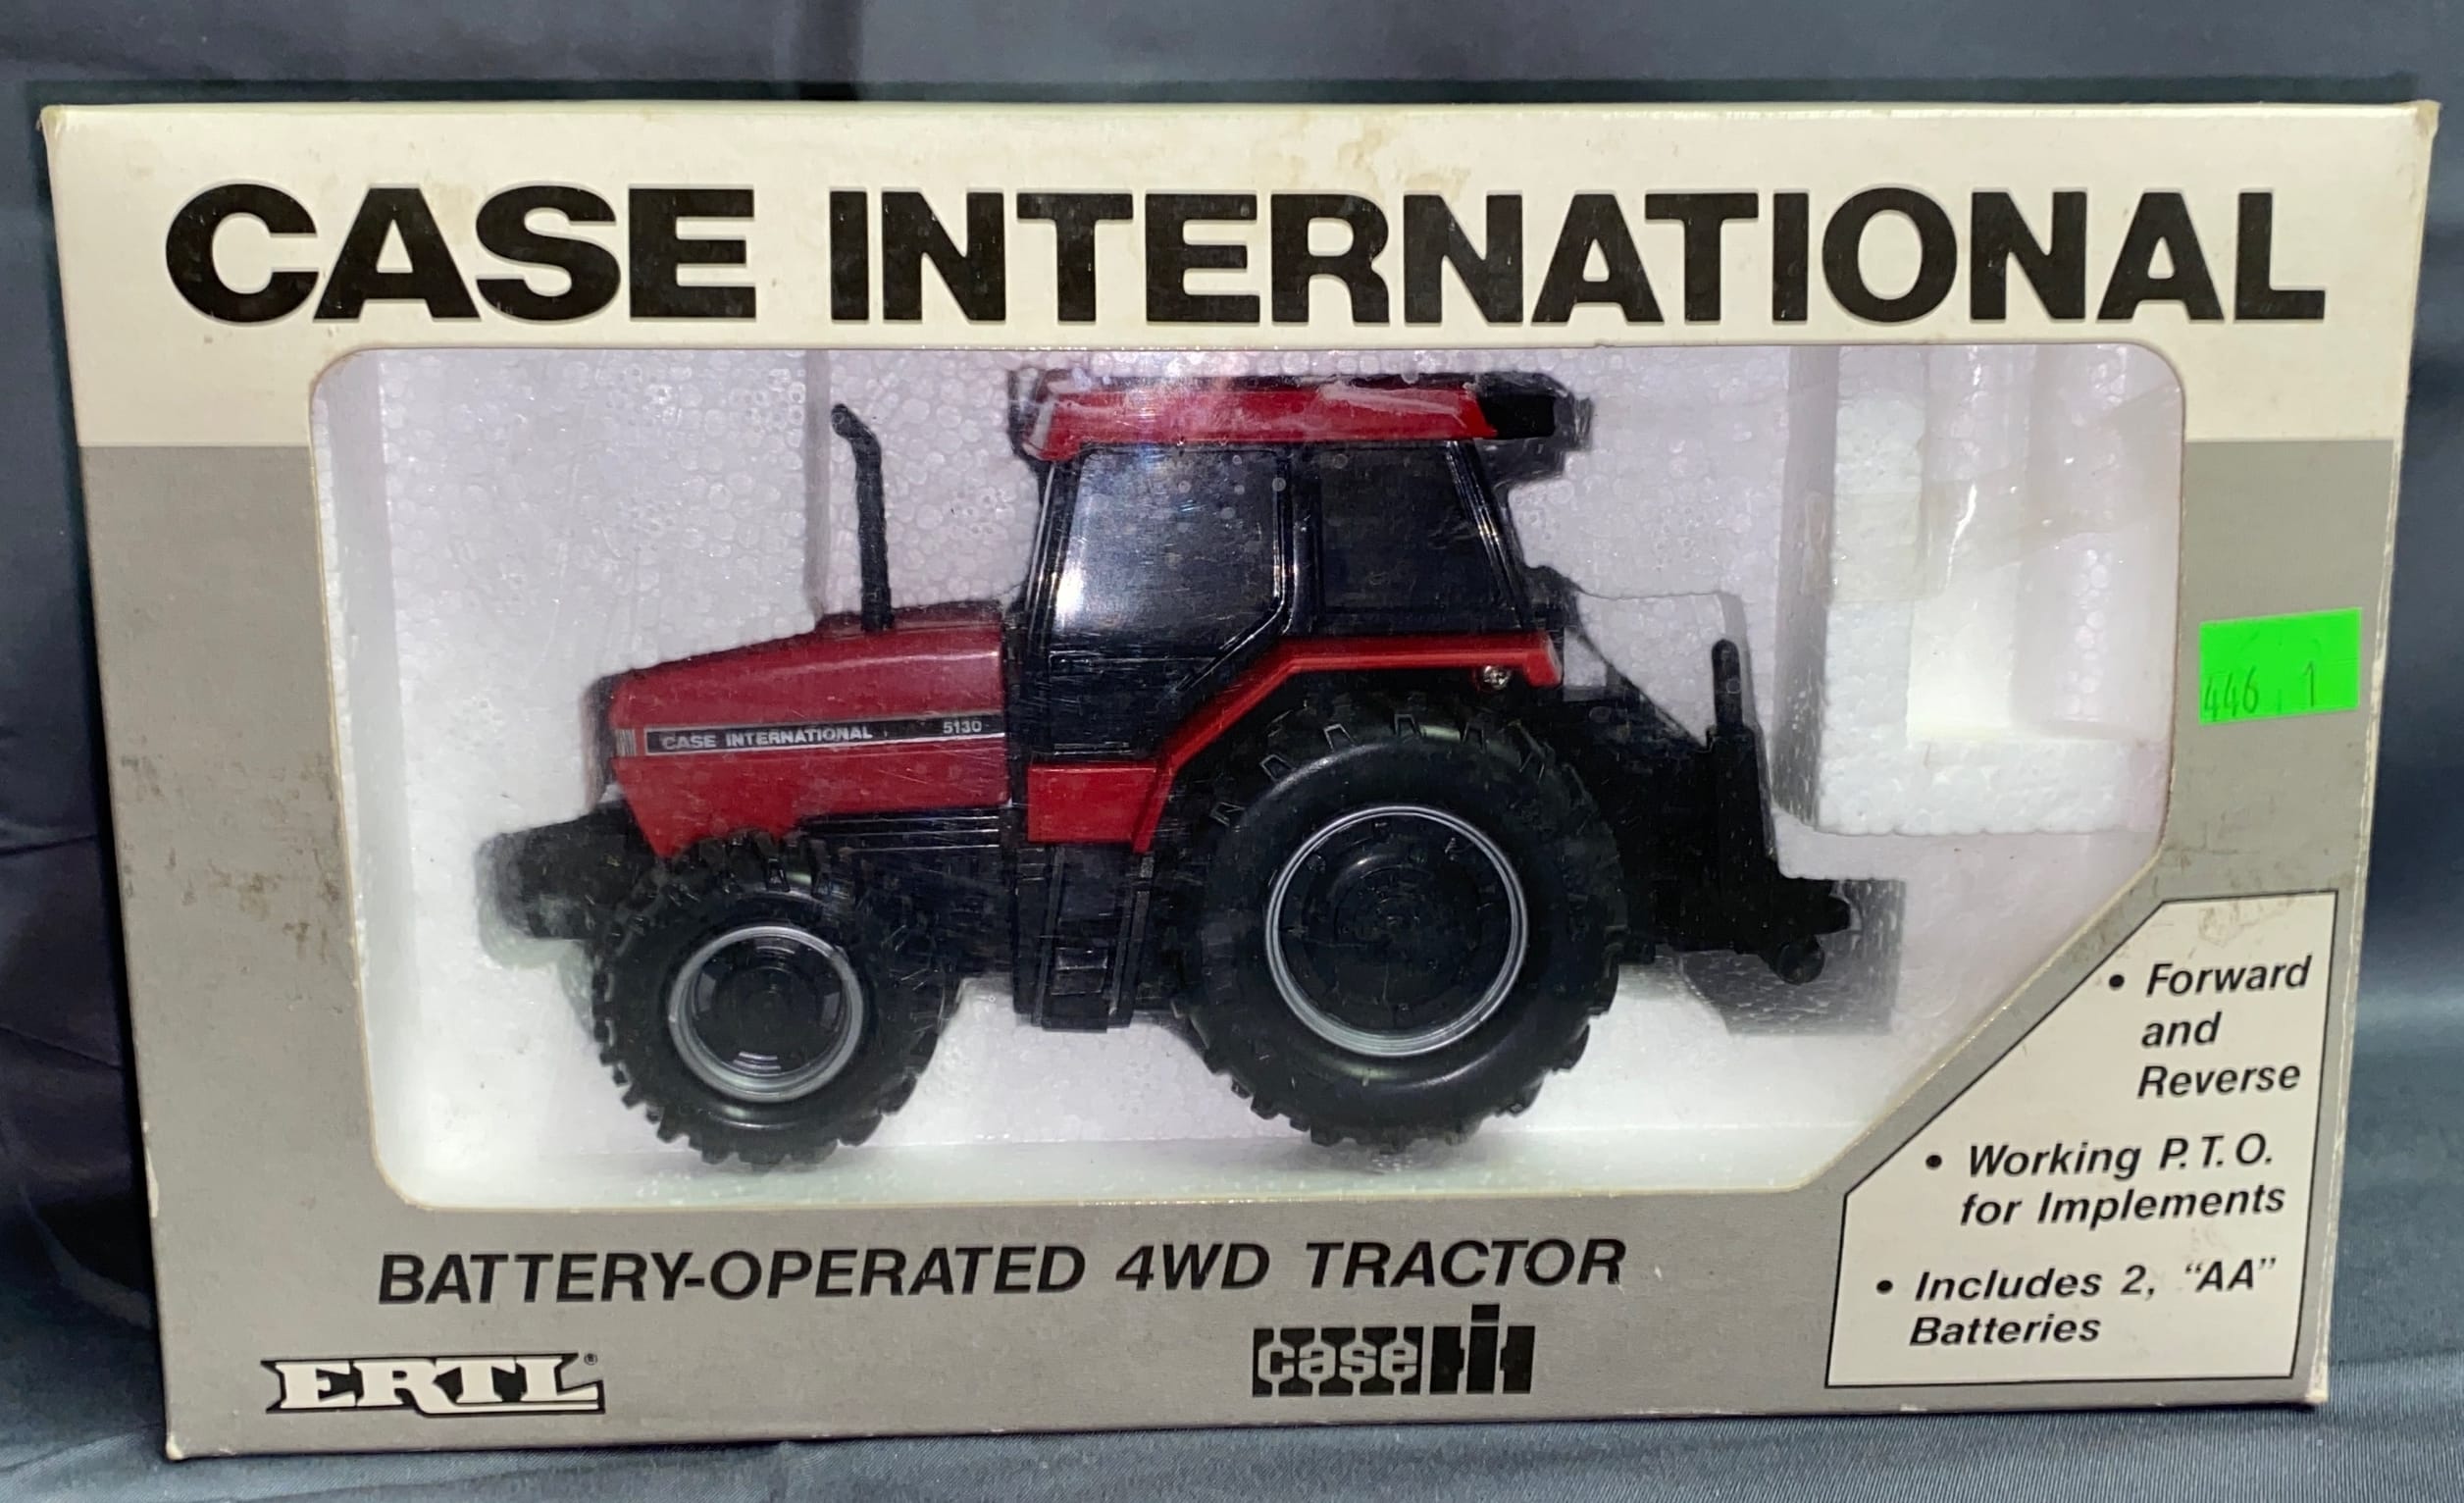 CASE INTERNATIONAL
CASE INTERNATIONAL 5130
446 1
• Forward
and
Reverse
• Working P.T.O.
for Implements
• Includes 2, “AA”
Batteries
BATTERY-OPERATED 4WD TRACTOR
ERTL®
case IH